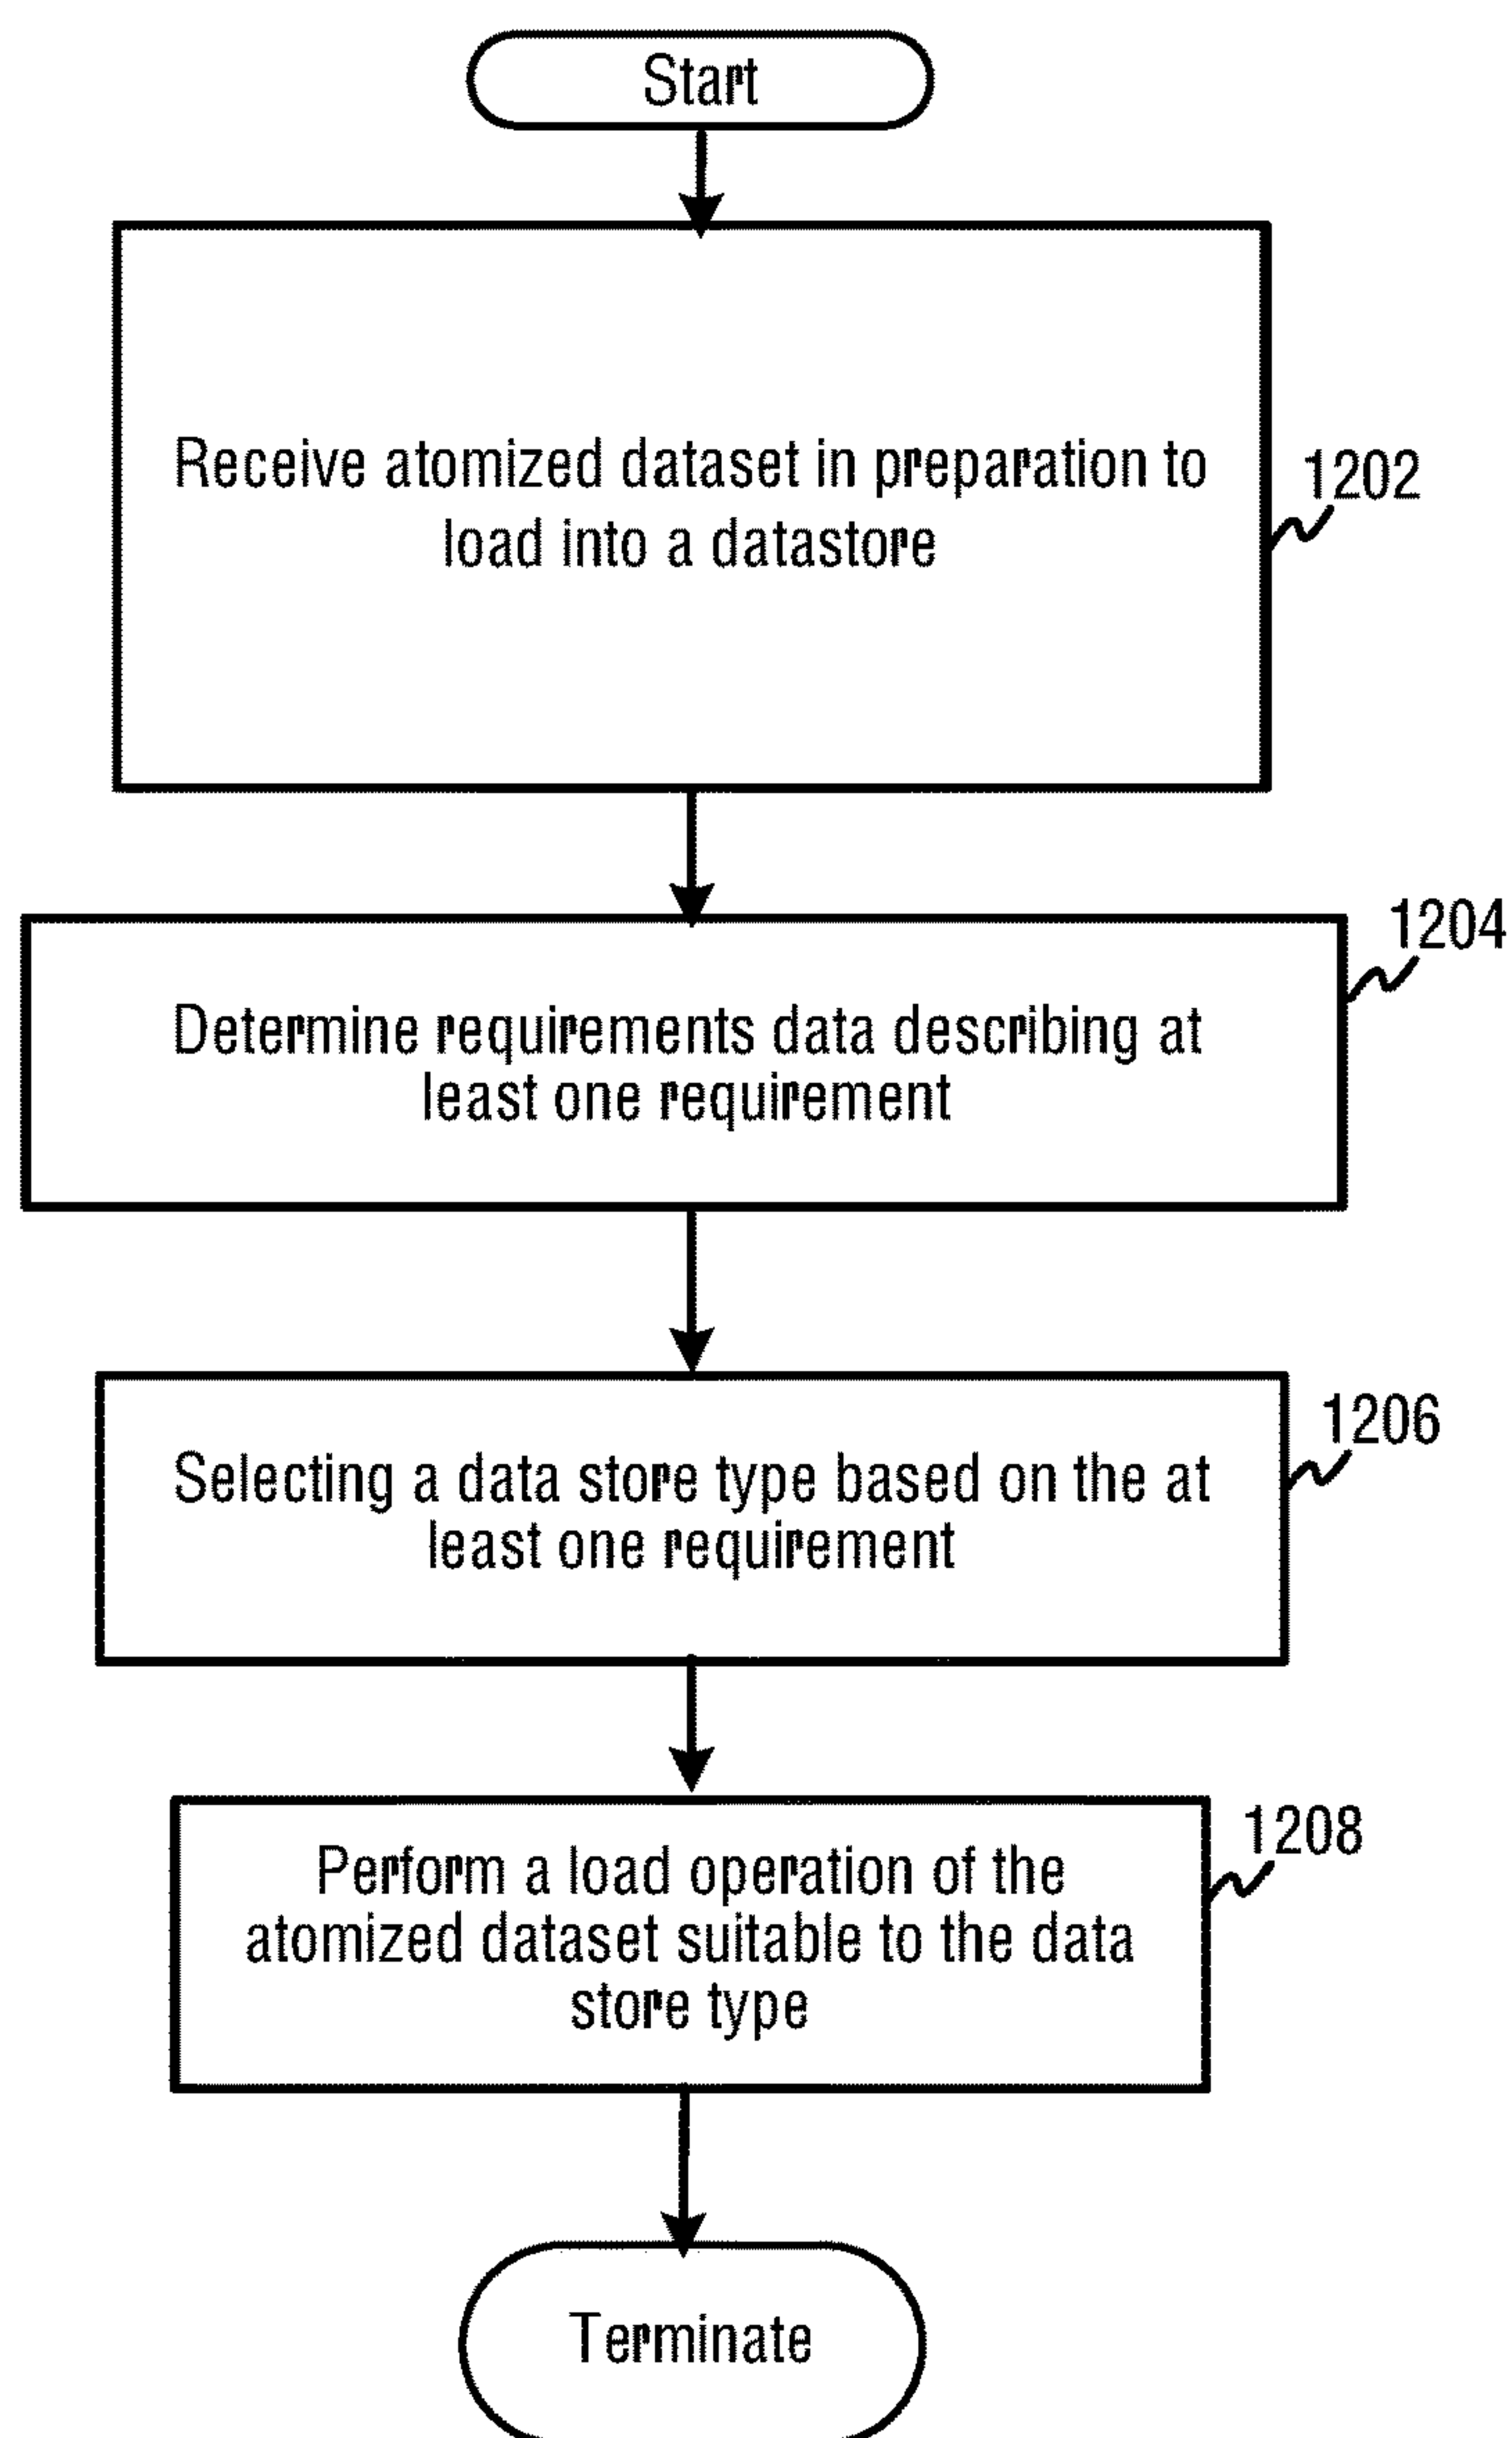 Start
Receive atomized dataset in preparation to
load into a datastore
1202
Determine requirements data describing at
least one requirement
1204
Selecting a data store type based on the at
least one requirement
1206
Perform a load operation of the
atomized dataset suitable to the data
store type
1208
Terminate